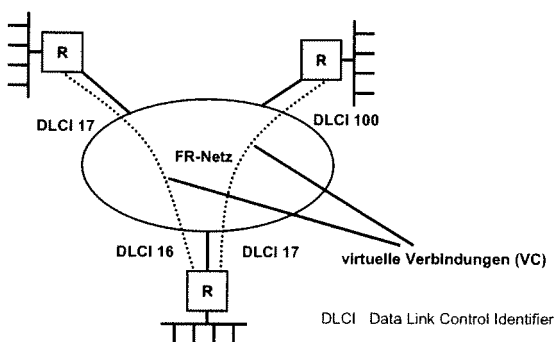 R
R
DLCI 17
DLCI 100
FR-Netz
DLCI 16
DLCI 17
virtuelle Verbindungen (VC)
R
DLCI Data Link Control Identifier